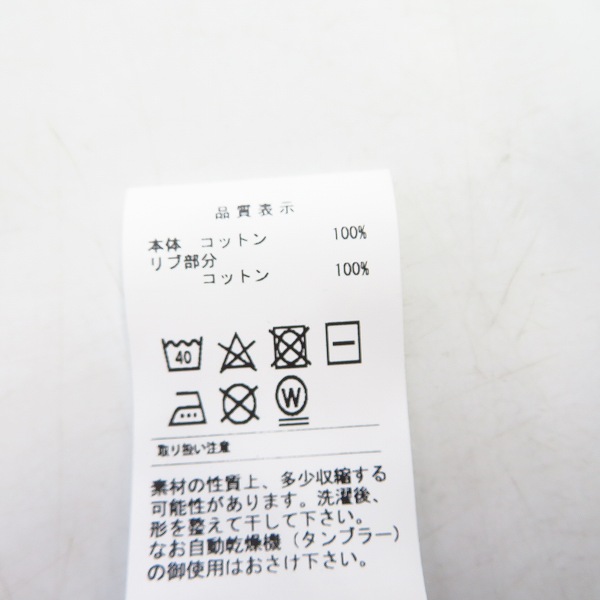 品質表示
本体 コットン 100%
リブ部分
コットン 100%
40
W
取り扱い注意
素材の性質上、多少収縮する
可能性があります。洗濯後、
形を整えて干して下さい。
なお自動乾燥機（タンブラー）
の御使用はおさけ下さい。